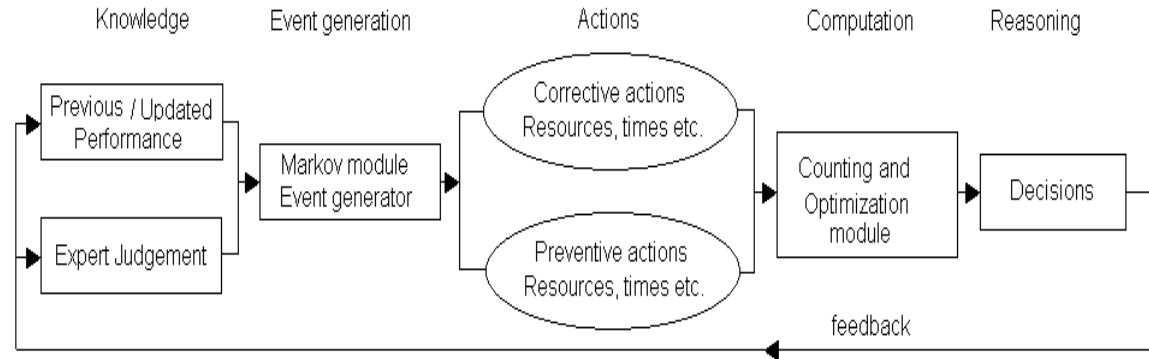 Knowledge
Event generation
Actions
Computation
Reasoning
Previous / Updated
Performance
Expert Judgement
Markov module
Event generator
Corrective actions
Resources, times etc.
Preventive actions
Resources, times etc.
Counting and
Optimization
module
Decisions
feedback